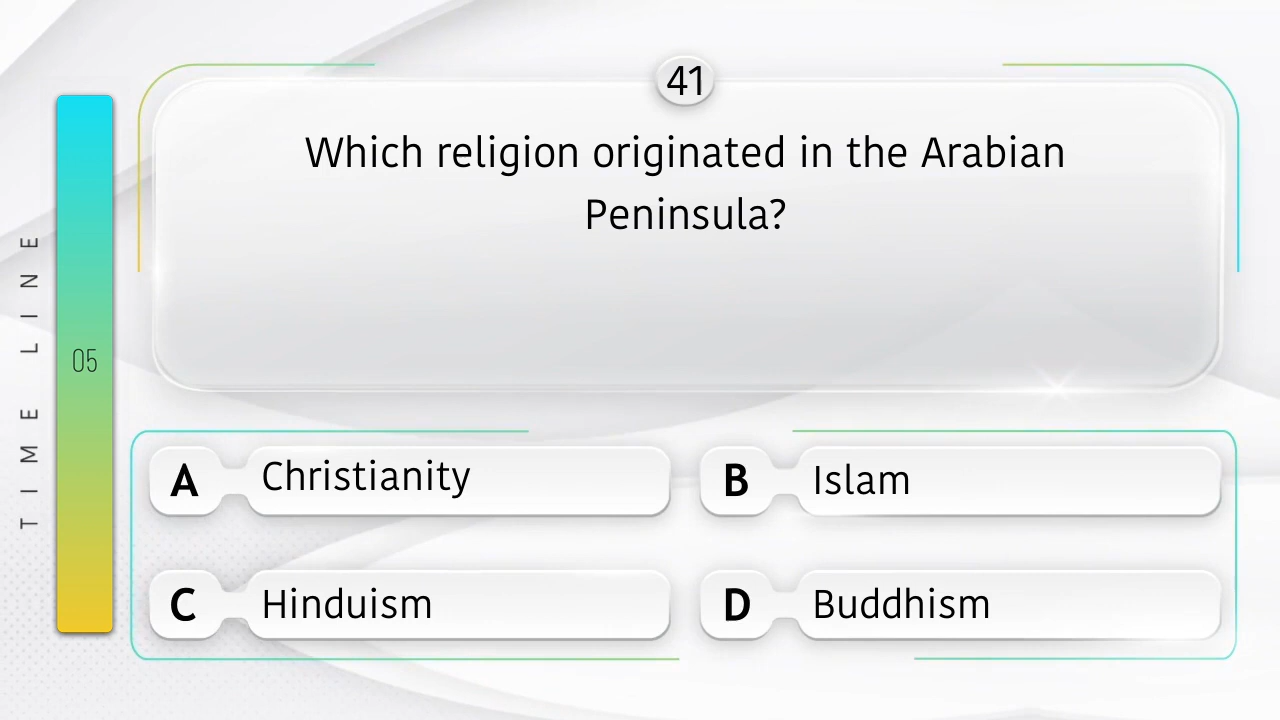 41
Which religion originated in the Arabian
Peninsula?
TIME LINE
05
A Christianity
B Islam
C Hinduism
D Buddhism